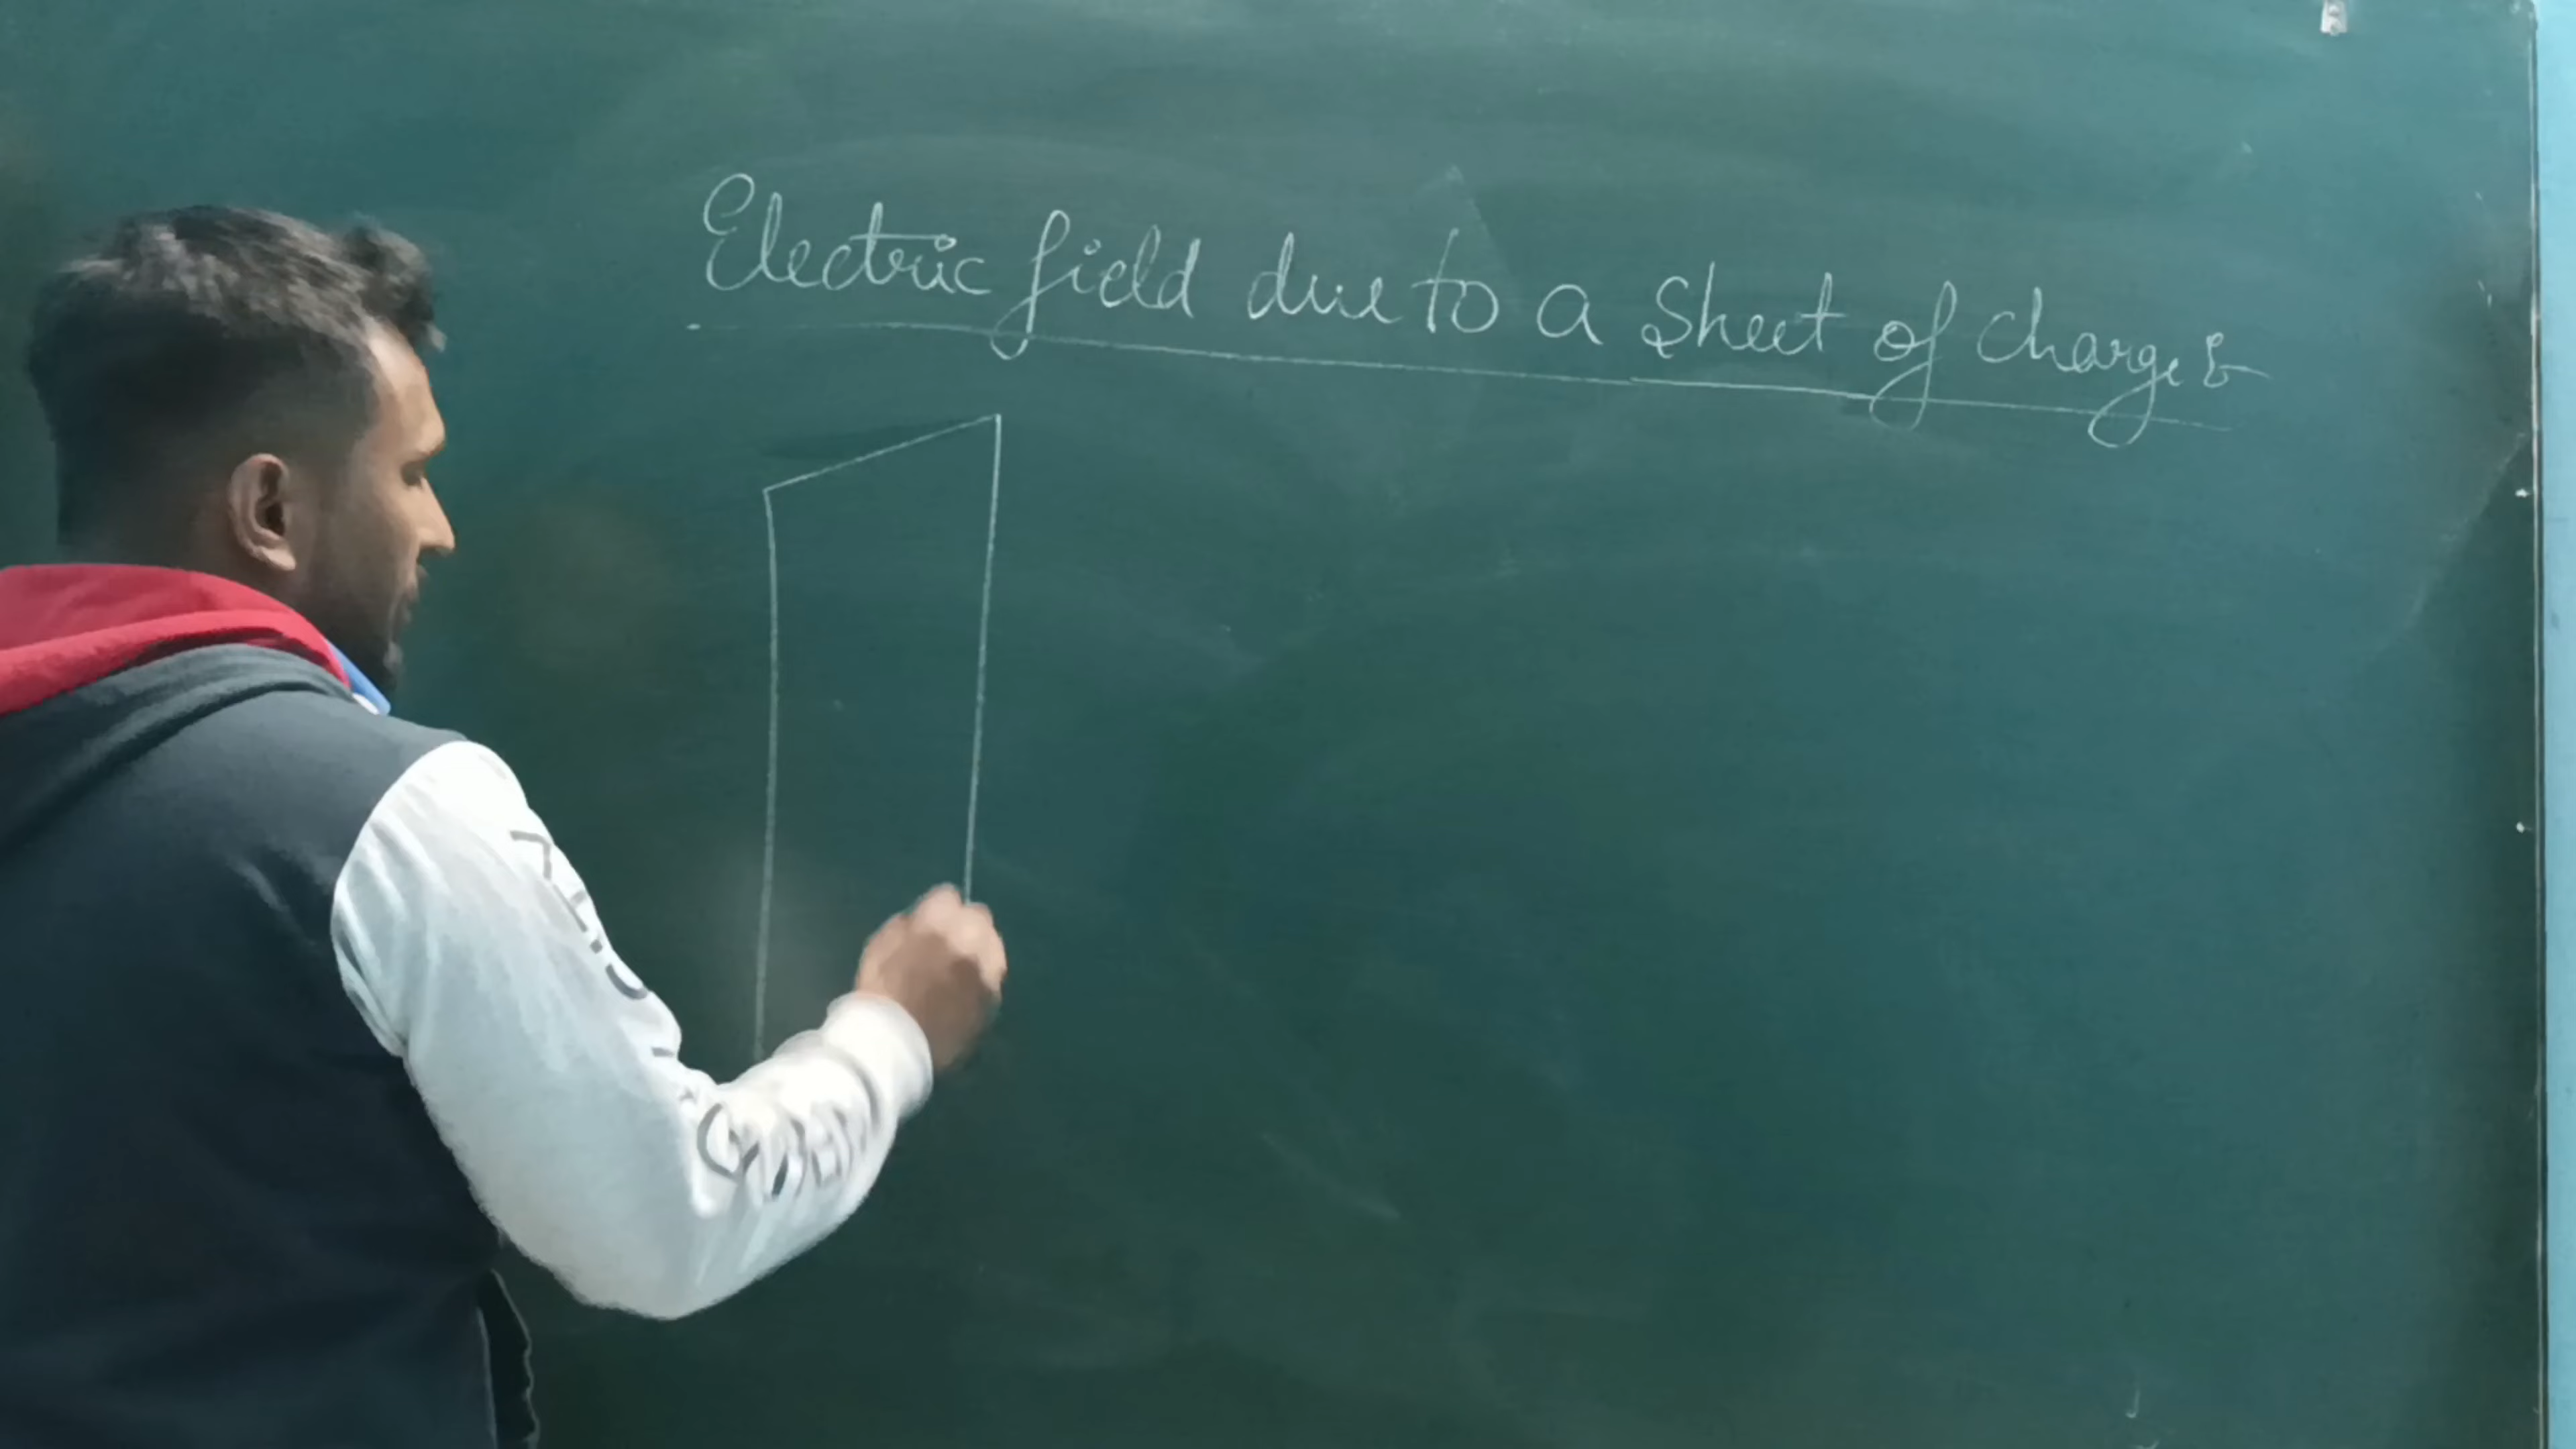 Electric field due to a Sheet of Charge :-